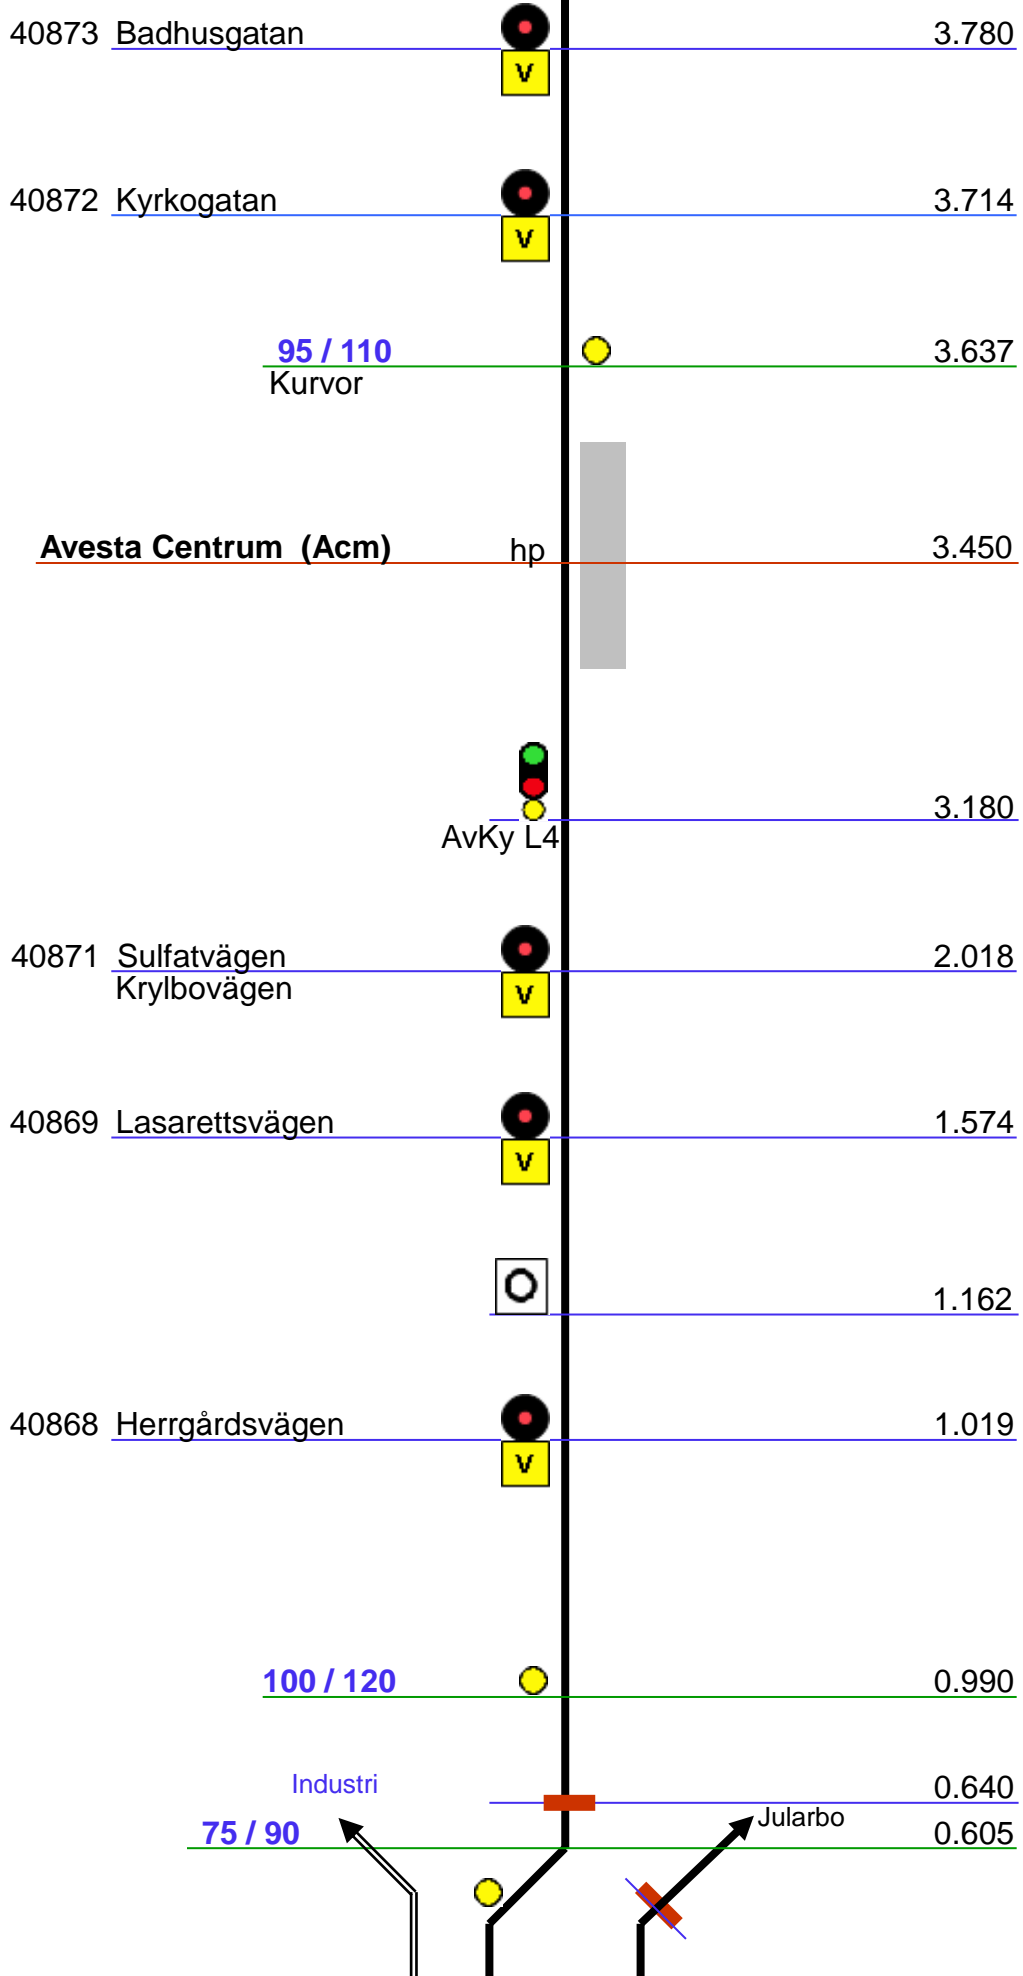 40873 Badhusgatan 3.780
V
40872 Kyrkogatan 3.714
V
95 / 110 3.637
Kurvor
Avesta Centrum (Acm) hp 3.450
3.180
AvKy L4
40871 Sulfatvägen 2.018
Krylbovägen V
40869 Lasarettsvägen 1.574
V
O 1.162
40868 Herrgårdsvägen 1.019
V
100 / 120 0.990
Industri 0.640
Jularbo
75 / 90 0.605